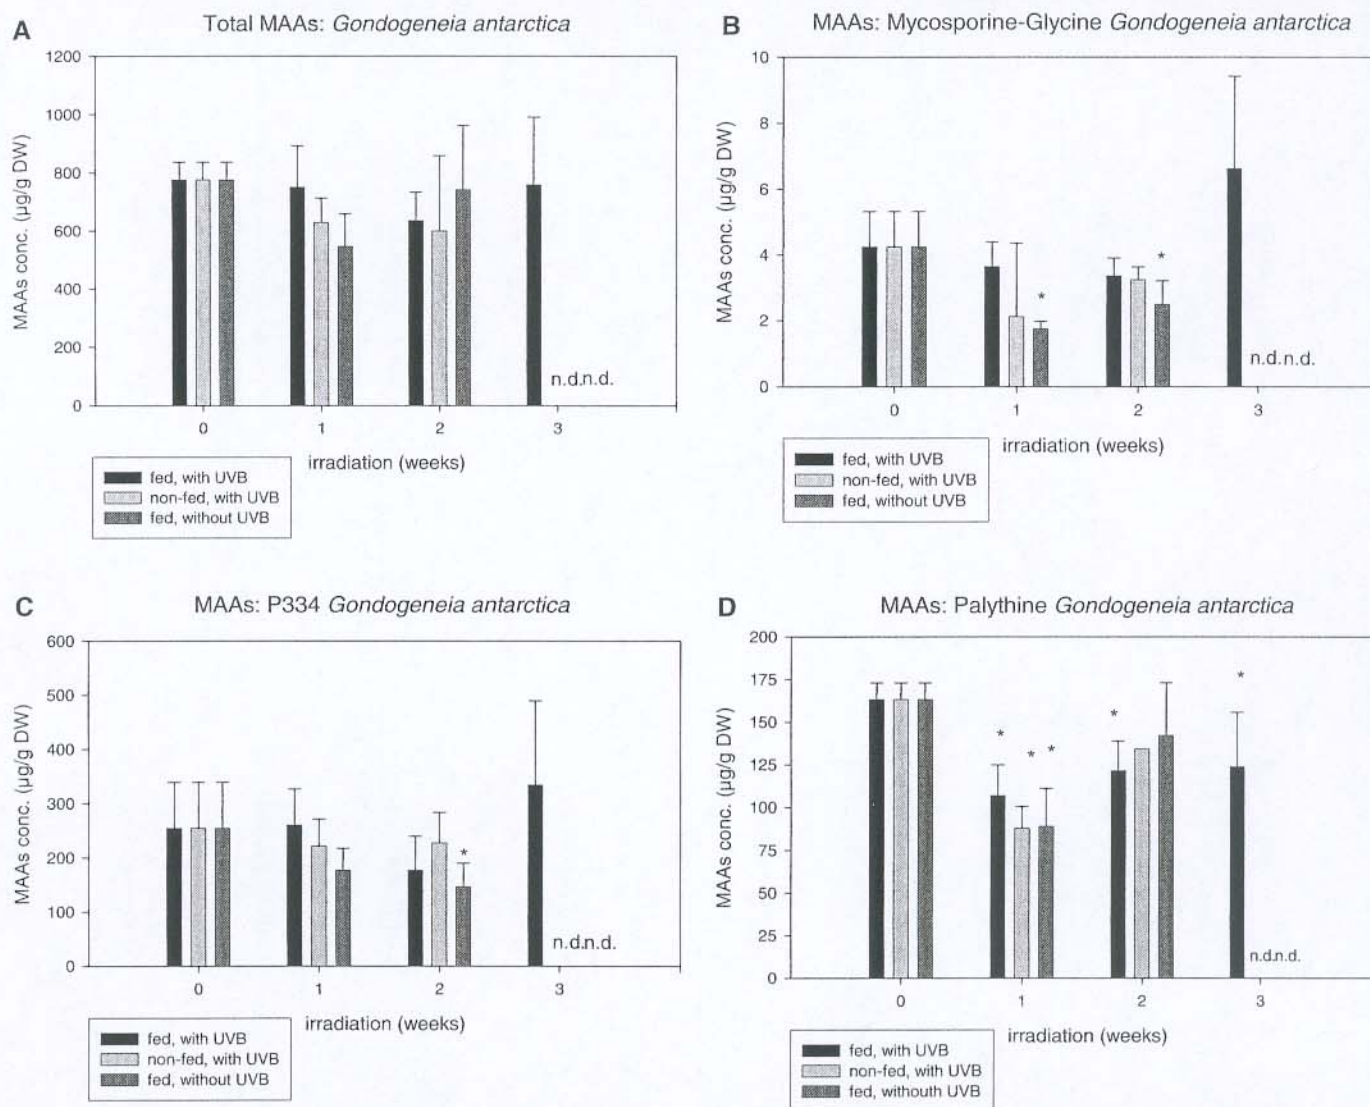 A
Total MAAs: Gondogeneia antarctica
MAAs conc. (µg/g DW)
1200
1000
800
600
400
200
0
n.d.n.d.
0 1 2 3
irradiation (weeks)
fed, with UVB
non-fed, with UVB
fed, without UVB
B
MAAs: Mycosporine-Glycine Gondogeneia antarctica
MAAs conc. (µg/g DW)
10
8
6
4
2
0
*
*
n.d.n.d.
0 1 2 3
irradiation (weeks)
fed, with UVB
non-fed, with UVB
fed, without UVB
C
MAAs: P334 Gondogeneia antarctica
MAAs conc. (µg/g DW)
600
500
400
300
200
100
0
*
n.d.n.d.
0 1 2 3
irradiation (weeks)
fed, with UVB
non-fed, with UVB
fed, without UVB
D
MAAs: Palythine Gondogeneia antarctica
MAAs conc. (µg/g DW)
200
175
150
125
100
75
50
25
0
* * * * *
n.d.n.d.
0 1 2 3
irradiation (weeks)
fed, with UVB
non-fed, with UVB
fed, withouth UVB